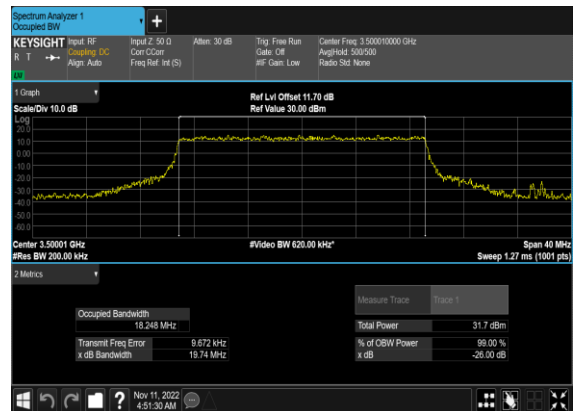 Spectrum Analyzer 1
Occupied BW
KEYSIGHT Input: RF Input Z: 50 Ω Atten: 30 dB Trig: Free Run Center Freq: 3.500010000 GHz
R T Coupling: DC Corr CCorr Gate: Off Avg|Hold: 500/500
Align: Auto Freq Ref: Int (S) #IF Gain: Low Radio Std: None
LXI
1 Graph
Scale/Div 10.0 dB
Ref Lvl Offset 11.70 dB
Ref Value 30.00 dBm
Log
20.0
10.0
0.00
-10.0
-20.0
-30.0
-40.0
-50.0
-60.0
Center 3.50001 GHz #Video BW 620.00 kHz* Span 40 MHz
#Res BW 200.00 kHz Sweep 1.27 ms (1001 pts)
2 Metrics
Measure Trace Trace 1
Occupied Bandwidth
18.248 MHz
Total Power 31.7 dBm
Transmit Freq Error 9.672 kHz % of OBW Power 99.00 %
x dB Bandwidth 19.74 MHz x dB -26.00 dB
Nov 11, 2022
4:51:30 AM